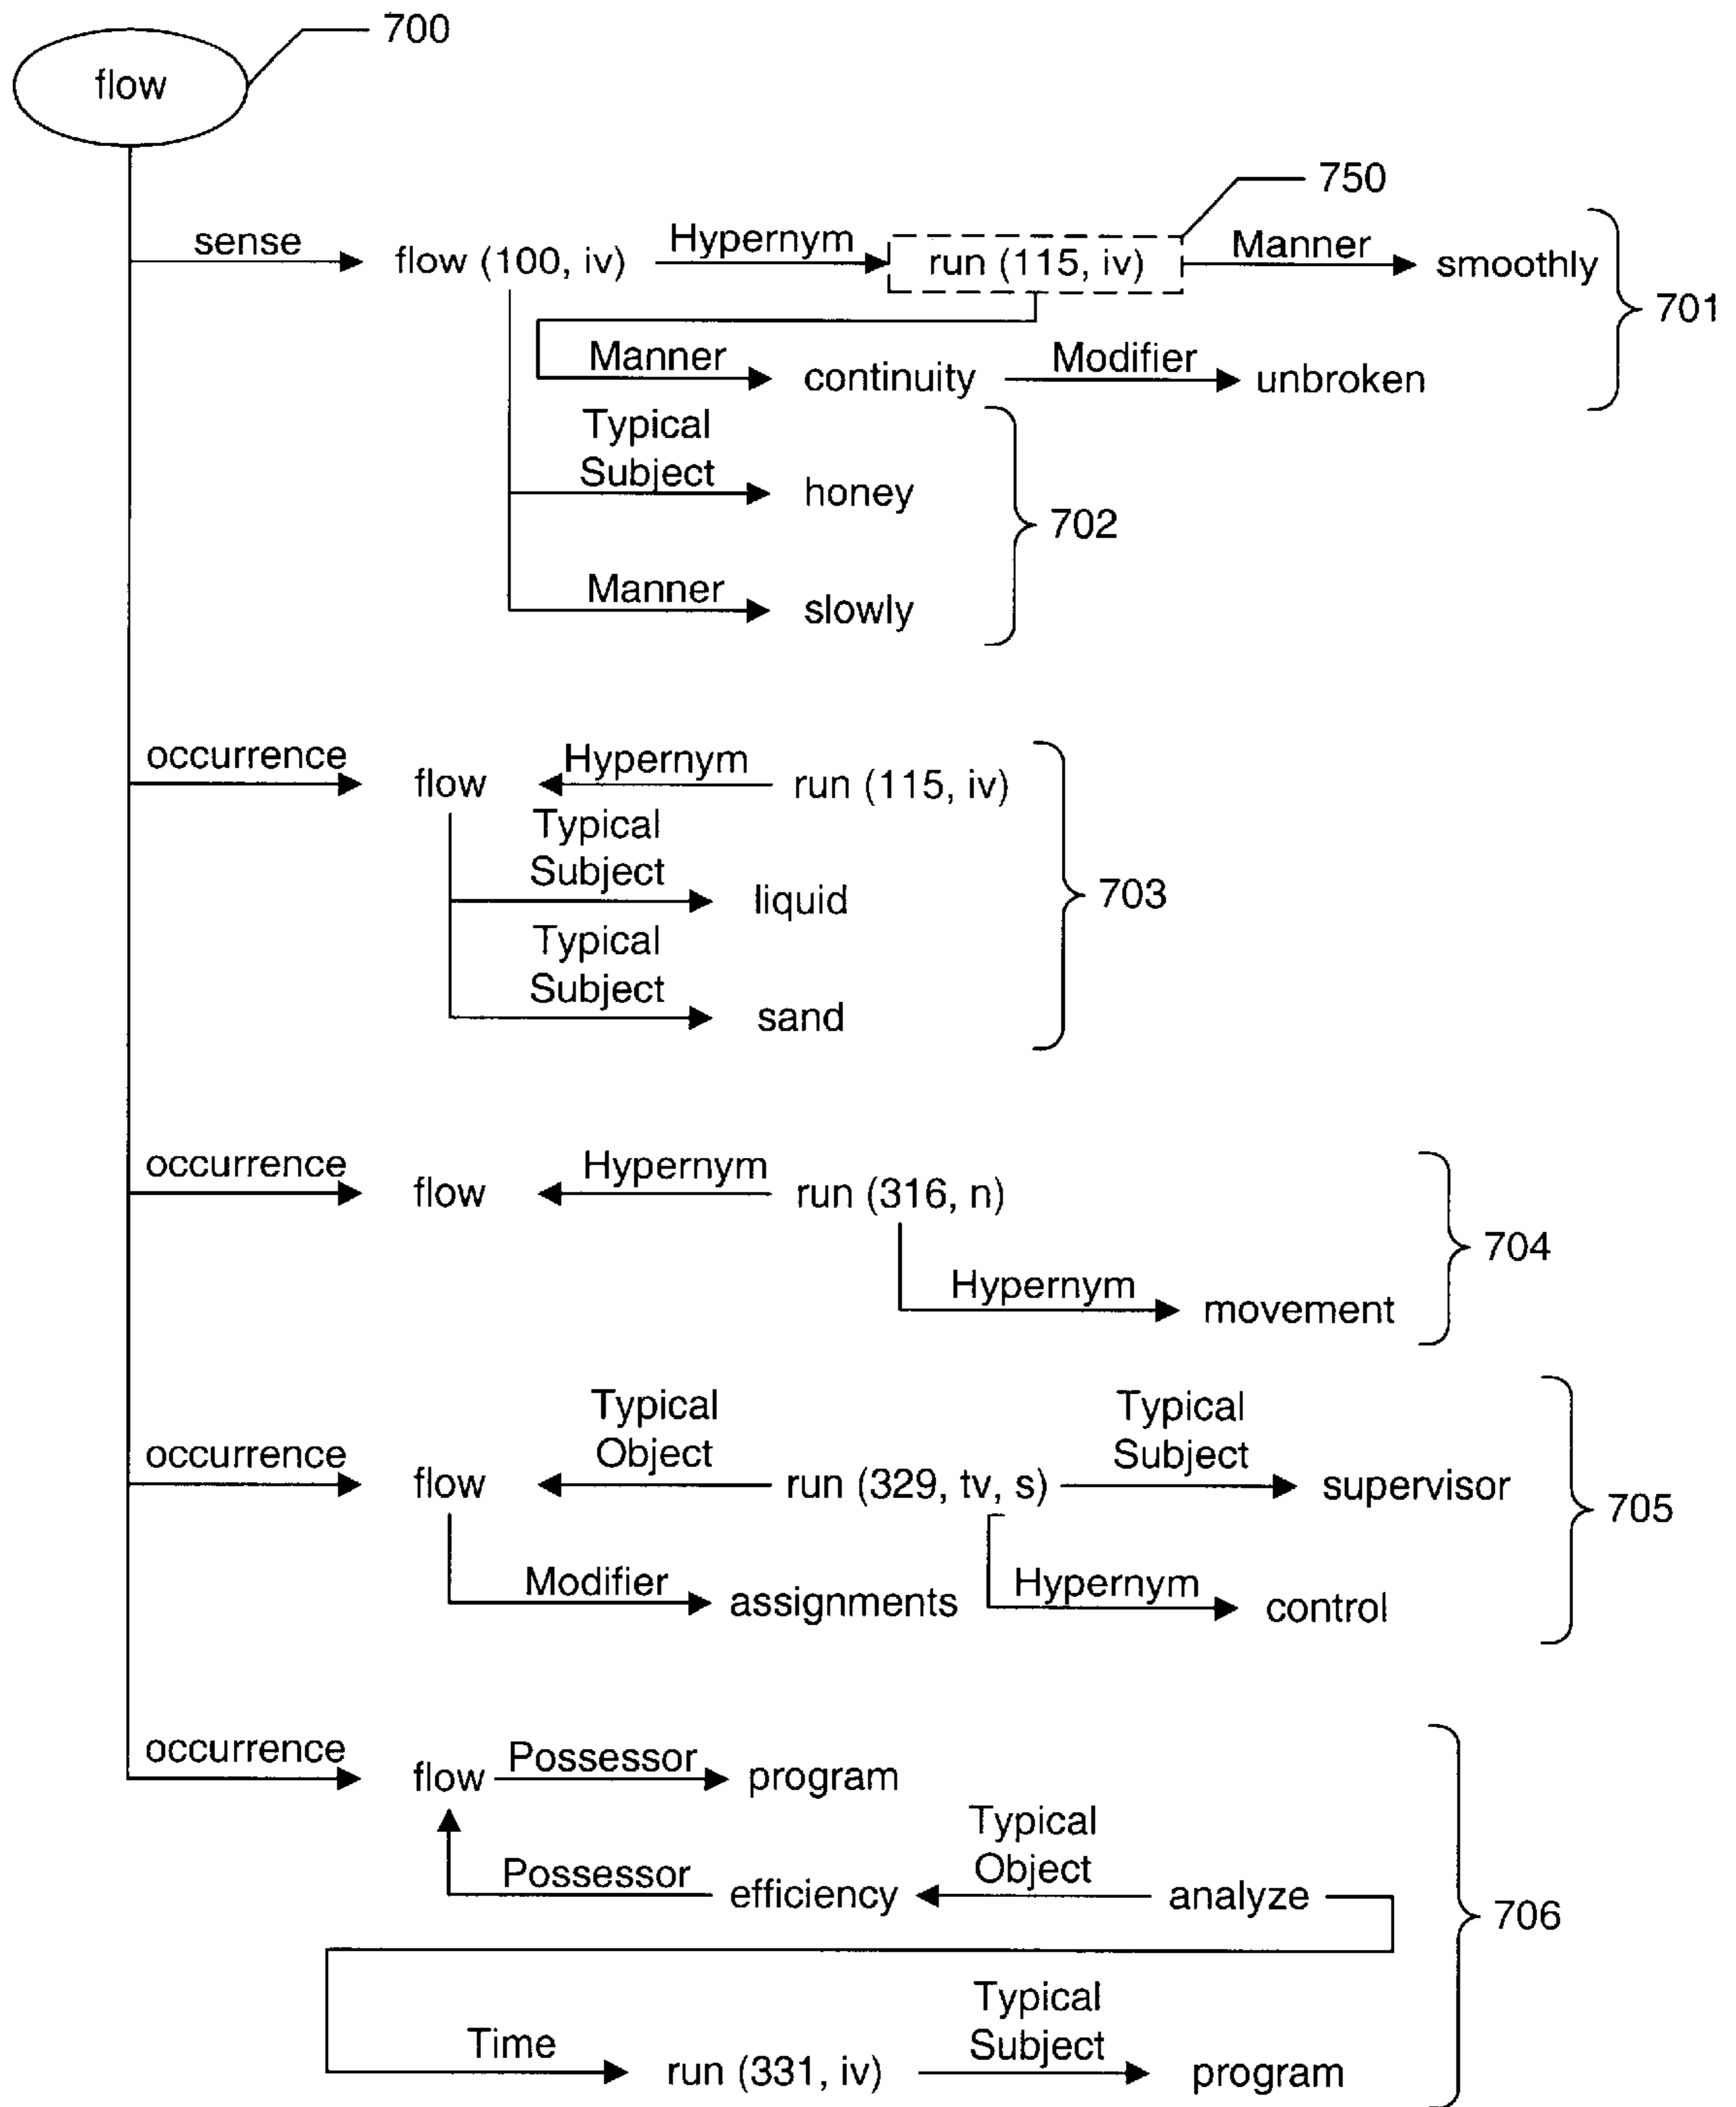 700
flow
750
sense
flow (100, iv)
Hypernym
run (115, iv)
Manner
smoothly
701
Manner
continuity
Modifier
unbroken
Typical
Subject
honey
702
Manner
slowly
occurrence
flow
Hypernym
run (115, iv)
Typical
Subject
liquid
703
Typical
Subject
sand
occurrence
flow
Hypernym
run (316, n)
704
Hypernym
movement
occurrence
flow
Typical
Object
run (329, tv, s)
Typical
Subject
supervisor
705
Modifier
assignments
Hypernym
control
occurrence
flow
Possessor
program
Possessor
efficiency
Typical
Object
analyze
706
Time
run (331, iv)
Typical
Subject
program